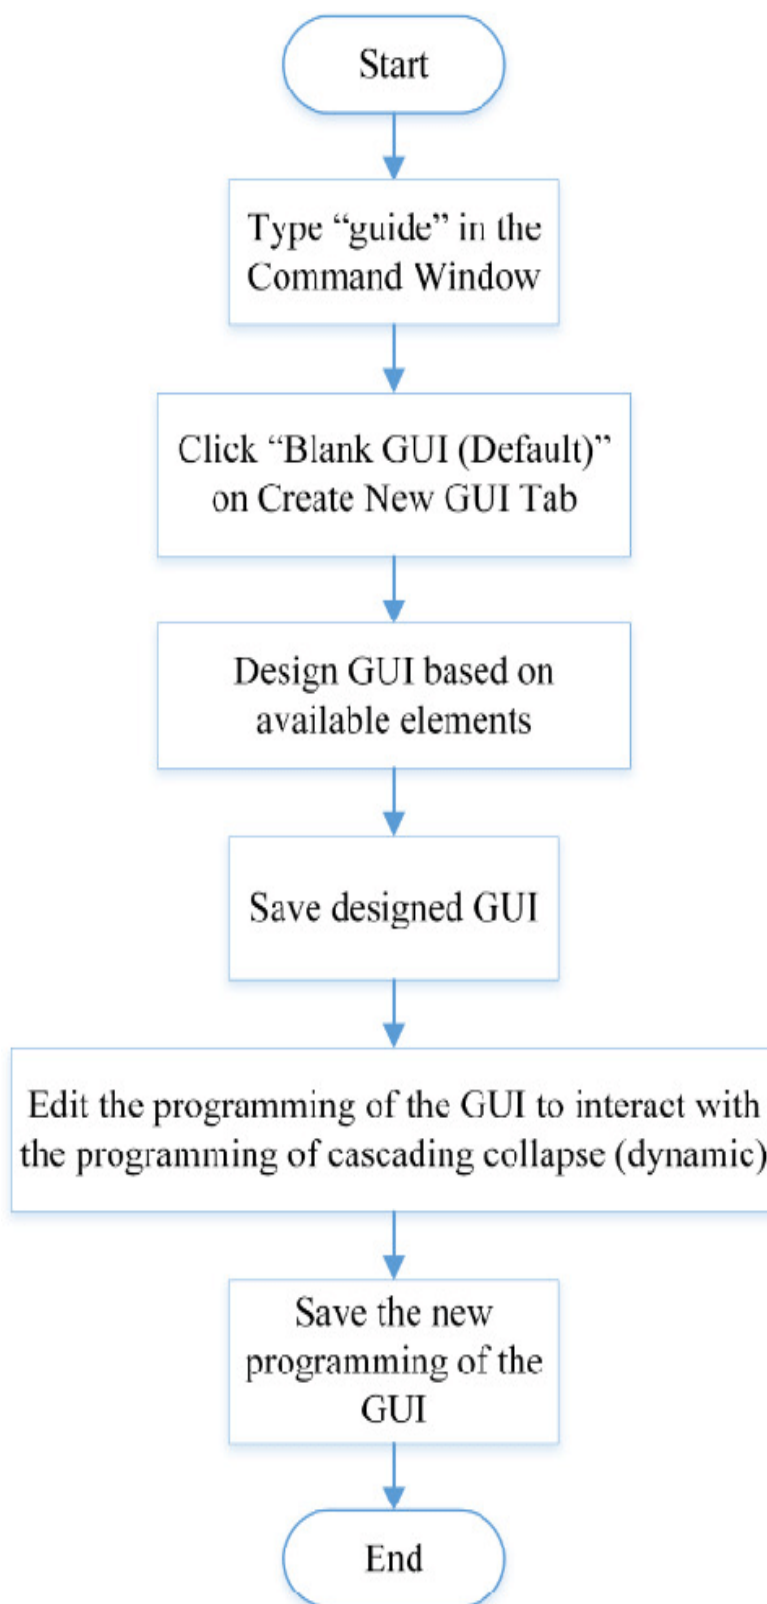 Start
Type “guide” in the
Command Window
Click “Blank GUI (Default)”
on Create New GUI Tab
Design GUI based on
available elements
Save designed GUI
Edit the programming of the GUI to interact with
the programming of cascading collapse (dynamic)
Save the new
programming of the
GUI
End